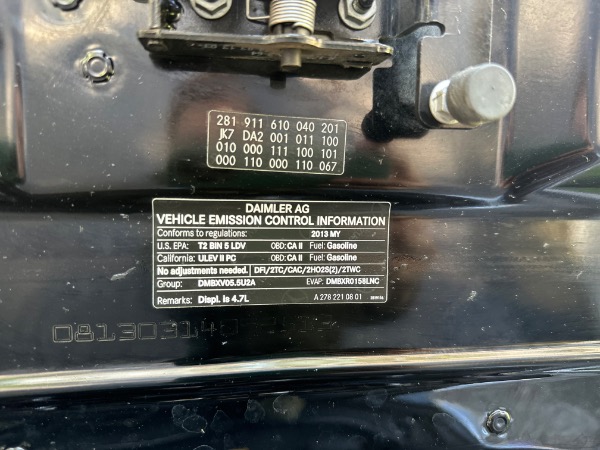 281 911 610 040 201
JK7 DA2 001 011 100
010 000 111 100 101
000 110 000 110 067
DAIMLER AG
VEHICLE EMISSION CONTROL INFORMATION
Conforms to regulations: 2013 MY
U.S. EPA: T2 BIN 5 LDV OBD: CA II Fuel: Gasoline
California: ULEV II PC OBD: CA II Fuel: Gasoline
No adjustments needed. DFI/2TC/CAC/2HO2S(2)/2TWC
Group: DMBXV05.5U2A EVAP: DMBXR0158LNC
Remarks: Displ. is 4.7L A 278 221 08 01
081303140